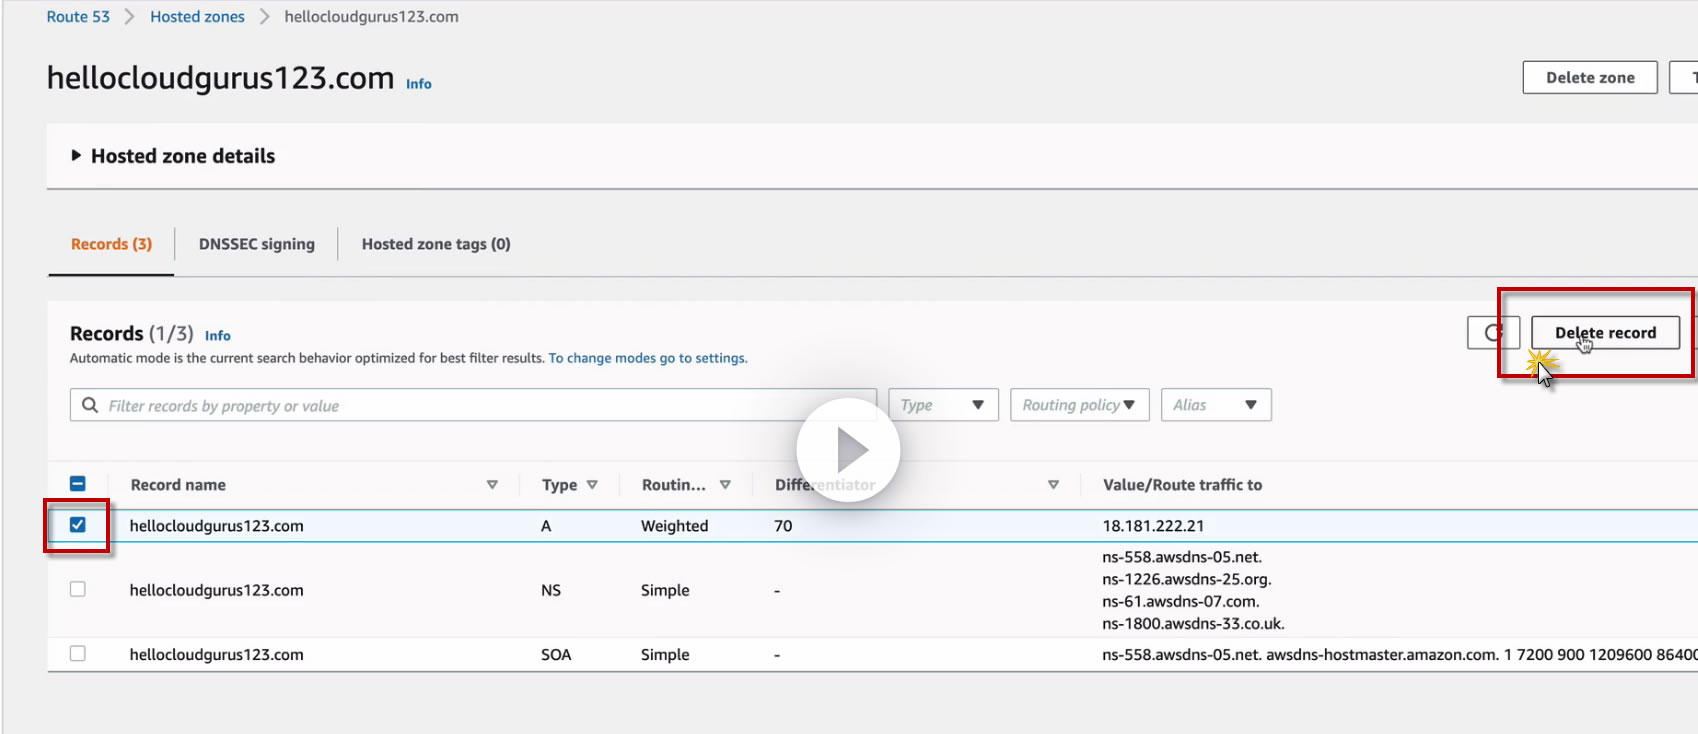 Route 53 > Hosted zones > hellocloudgurus123.com
hellocloudgurus123.com Info
Delete zone
Hosted zone details
Records (3) DNSSEC signing Hosted zone tags (0)
Records (1/3) Info
Delete record
Automatic mode is the current search behavior optimized for best filter results. To change modes go to settings.
Filter records by property or value Type Routing policy Alias
Record name Type Routin... Differentiator Value/Route traffic to
hellocloudgurus123.com A Weighted 70 18.181.222.21
ns-558.awsdns-05.net.
hellocloudgurus123.com NS Simple - ns-1226.awsdns-25.org.
ns-61.awsdns-07.com.
ns-1800.awsdns-33.co.uk.
hellocloudgurus123.com SOA Simple - ns-558.awsdns-05.net. awsdns-hostmaster.amazon.com. 1 7200 900 1209600 86400